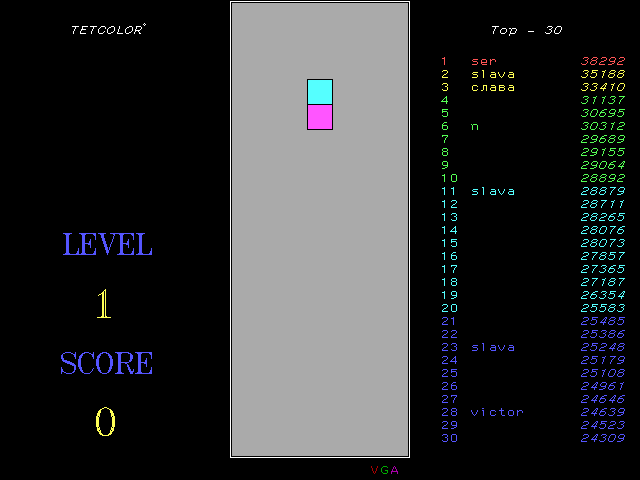 TETCOLOR°
LEVEL
1
SCORE
0
Top - 30
1 ser 38292
2 slava 35188
3 слава 33410
4 31137
5 30695
6 n 30312
7 29689
8 29155
9 29064
10 28892
11 slava 28879
12 28711
13 28265
14 28076
15 28073
16 27857
17 27365
18 27187
19 26354
20 25583
21 25485
22 25386
23 slava 25248
24 25179
25 25108
26 24961
27 24646
28 victor 24639
29 24523
30 24309
VGA